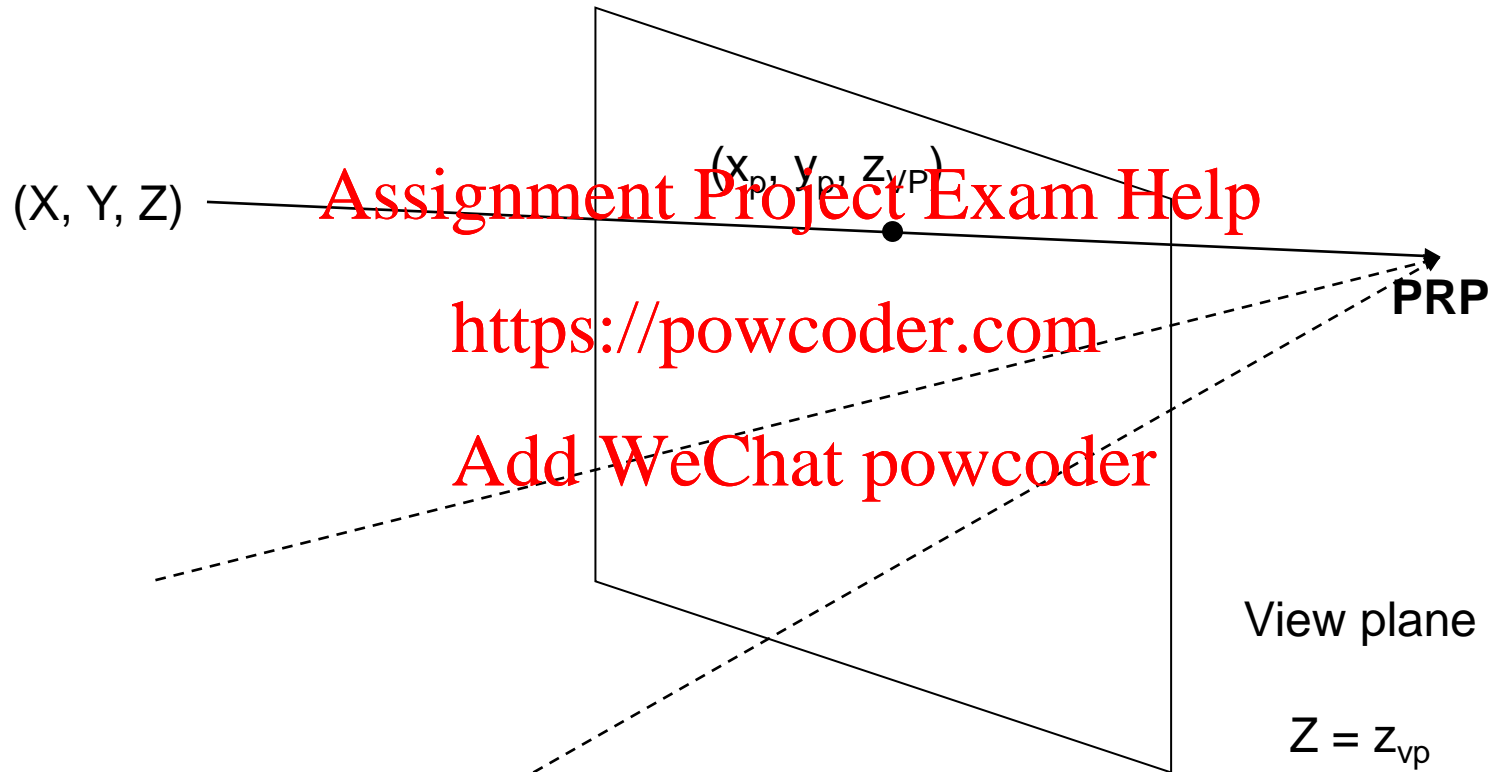 (xp, yp, zVP)
(X, Y, Z)
Assignment Project Exam Help
PRP
https://powcoder.com
Add WeChat powcoder
View plane
Z = zvp